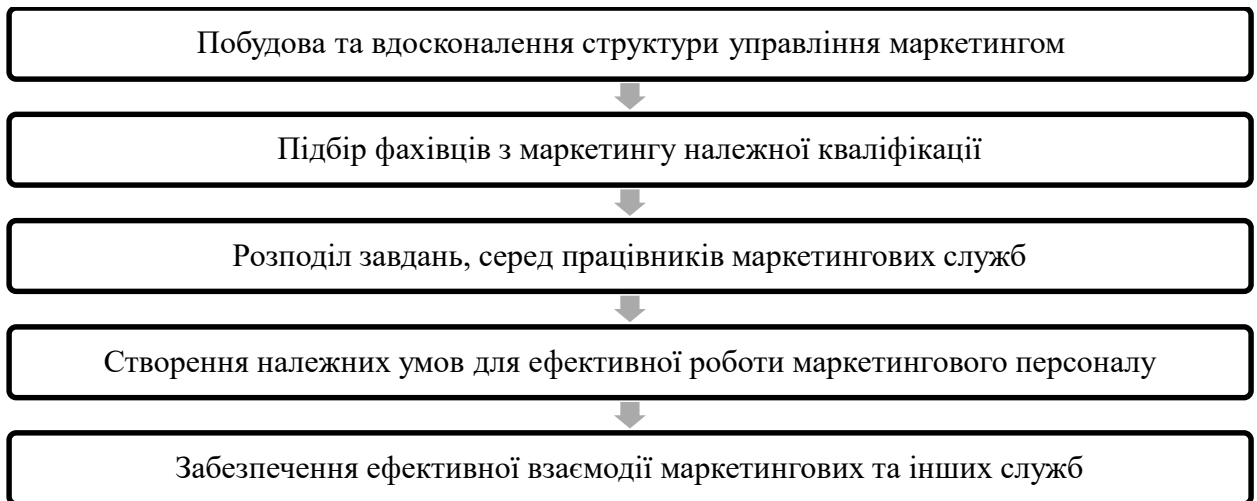 Побудова та вдосконалення структури управління маркетингом
Підбір фахівців з маркетингу належної кваліфікації
Розподіл завдань, серед працівників маркетингових служб
Створення належних умов для ефективної роботи маркетингового персоналу
Забезпечення ефективної взаємодії маркетингових та інших служб